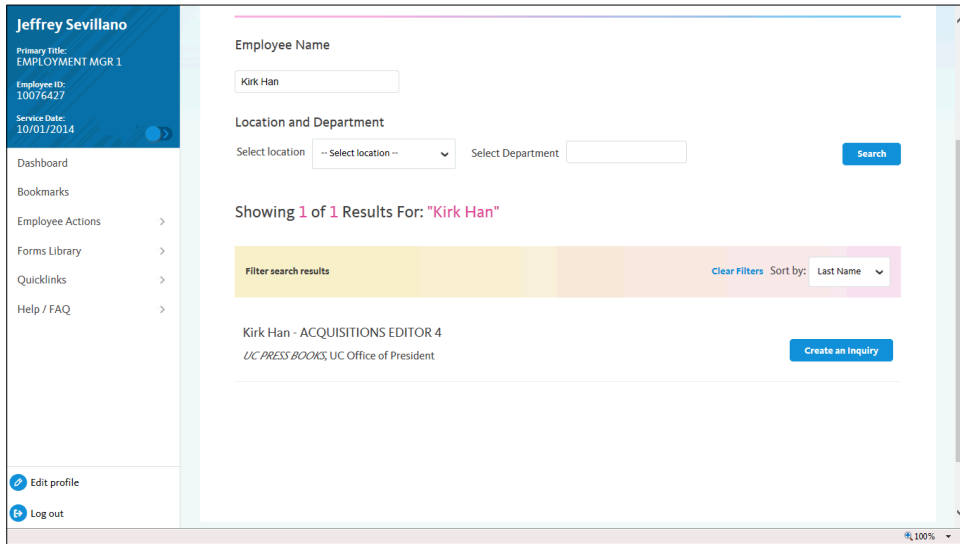 Jeffrey Sevillano
Primary Title:
EMPLOYMENT MGR 1
Employee ID:
10076427
Service Date:
10/01/2014
Dashboard
Bookmarks
Employee Actions
Forms Library
Quicklinks
Help / FAQ
Edit profile
Log out
Employee Name
Kirk Han
Location and Department
Select location -- Select location -- Select Department Search
Showing 1 of 1 Results For: "Kirk Han"
Filter search results Clear Filters Sort by: Last Name
Kirk Han - ACQUISITIONS EDITOR 4
UC PRESS BOOKS, UC Office of President
Create an Inquiry
100%